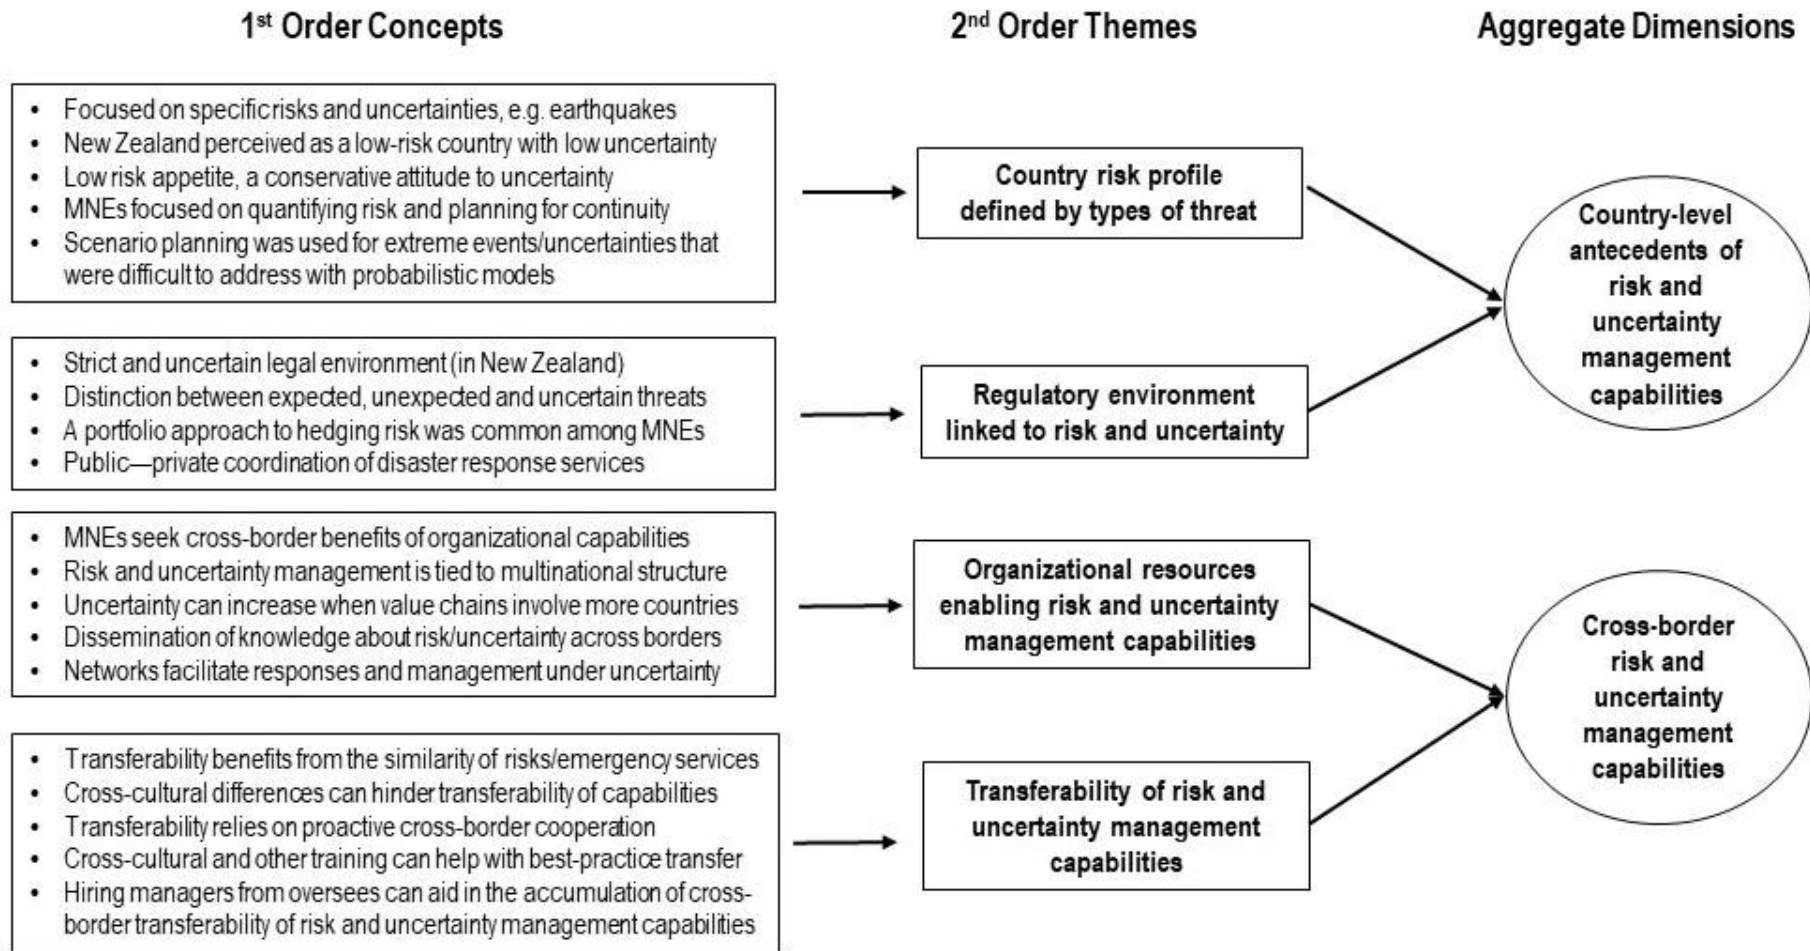 1st Order Concepts
2nd Order Themes
Aggregate Dimensions
• Focused on specific risks and uncertainties, e.g. earthquakes
• New Zealand perceived as a low-risk country with low uncertainty
• Low risk appetite, a conservative attitude to uncertainty
• MNEs focused on quantifying risk and planning for continuity
• Scenario planning was used for extreme events/uncertainties that
were difficult to address with probabilistic models
Country risk profile
defined by types of threat
Country-level
antecedents of
risk and
uncertainty
management
capabilities
• Strict and uncertain legal environment (in New Zealand)
• Distinction between expected, unexpected and uncertain threats
• A portfolio approach to hedging risk was common among MNEs
• Public—private coordination of disaster response services
Regulatory environment
linked to risk and uncertainty
• MNEs seek cross-border benefits of organizational capabilities
• Risk and uncertainty management is tied to multinational structure
• Uncertainty can increase when value chains involve more countries
• Dissemination of knowledge about risk/uncertainty across borders
• Networks facilitate responses and management under uncertainty
Organizational resources
enabling risk and uncertainty
management capabilities
Cross-border
risk and
uncertainty
management
capabilities
• Transferability benefits from the similarity of risks/emergency services
• Cross-cultural differences can hinder transferability of capabilities
• Transferability relies on proactive cross-border cooperation
• Cross-cultural and other training can help with best-practice transfer
• Hiring managers from oversees can aid in the accumulation of cross-
border transferability of risk and uncertainty management capabilities
Transferability of risk and
uncertainty management
capabilities